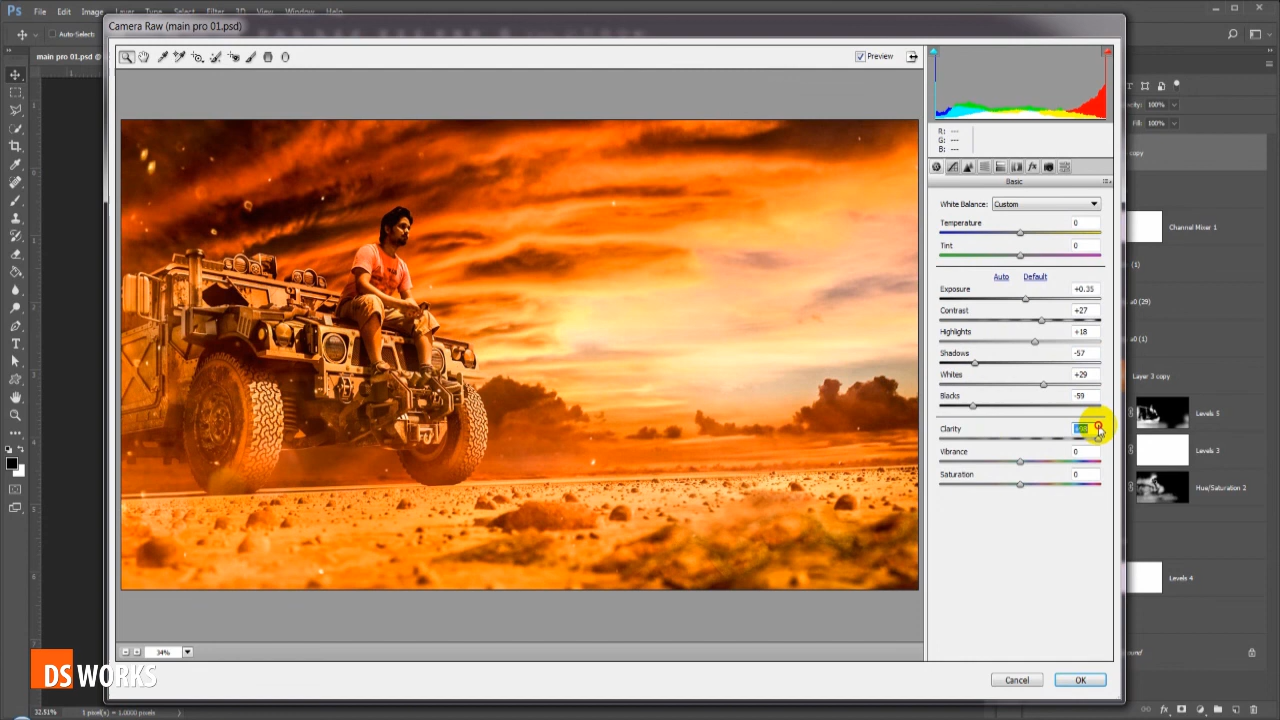 Ps File Edit Image Layer Type Select Filter 3D View Window Help
Camera Raw (main pro 01.psd)
Auto-Select:
main pro 01.psd @
Preview
R: ---
G: ---
B: ---
Basic
White Balance: Custom
Temperature 0
Tint 0
Auto Default
Exposure +0.35
Contrast +27
Highlights +18
Shadows -57
Whites +29
Blacks -59
Clarity
Vibrance 0
Saturation 0
34%
Cancel OK
100%
Fill: 100%
copy
Channel Mixer 1
(1)
a0 (29)
a0 (1)
Layer 3 copy
Levels 5
Levels 3
Hue/Saturation 2
Levels 4
DS WORKS
32.51% 1 pixel(s) = 1.0000 pixels